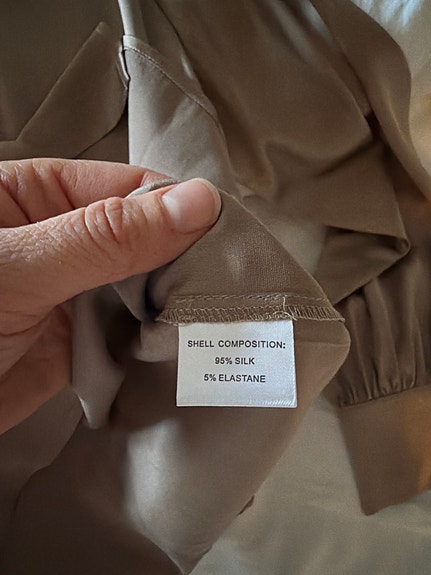 SHELL COMPOSITION:
95% SILK
5% ELASTANE